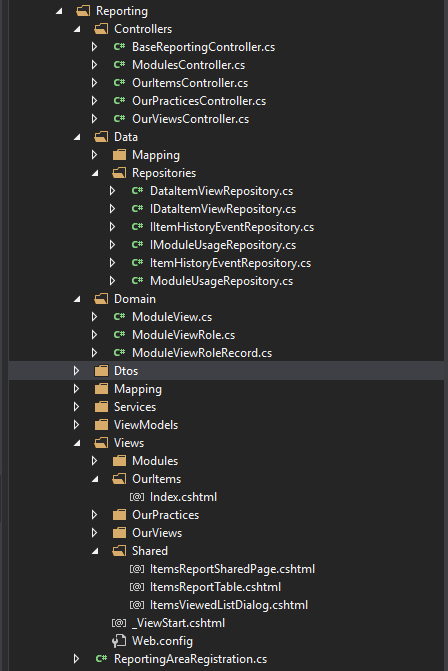 Reporting
Controllers
C# BaseReportingController.cs
C# ModulesController.cs
C# OurItemsController.cs
C# OurPracticesController.cs
C# OurViewsController.cs
Data
Mapping
Repositories
C# DataItemViewRepository.cs
C# IDataItemViewRepository.cs
C# IItemHistoryEventRepository.cs
C# IModuleUsageRepository.cs
C# ItemHistoryEventRepository.cs
C# ModuleUsageRepository.cs
Domain
C# ModuleView.cs
C# ModuleViewRole.cs
C# ModuleViewRoleRecord.cs
Dtos
Mapping
Services
ViewModels
Views
Modules
OurItems
[@] Index.cshtml
OurPractices
OurViews
Shared
[@] ItemsReportSharedPage.cshtml
[@] ItemsReportTable.cshtml
[@] ItemsViewedListDialog.cshtml
[@] _ViewStart.cshtml
Web.config
C# ReportingAreaRegistration.cs